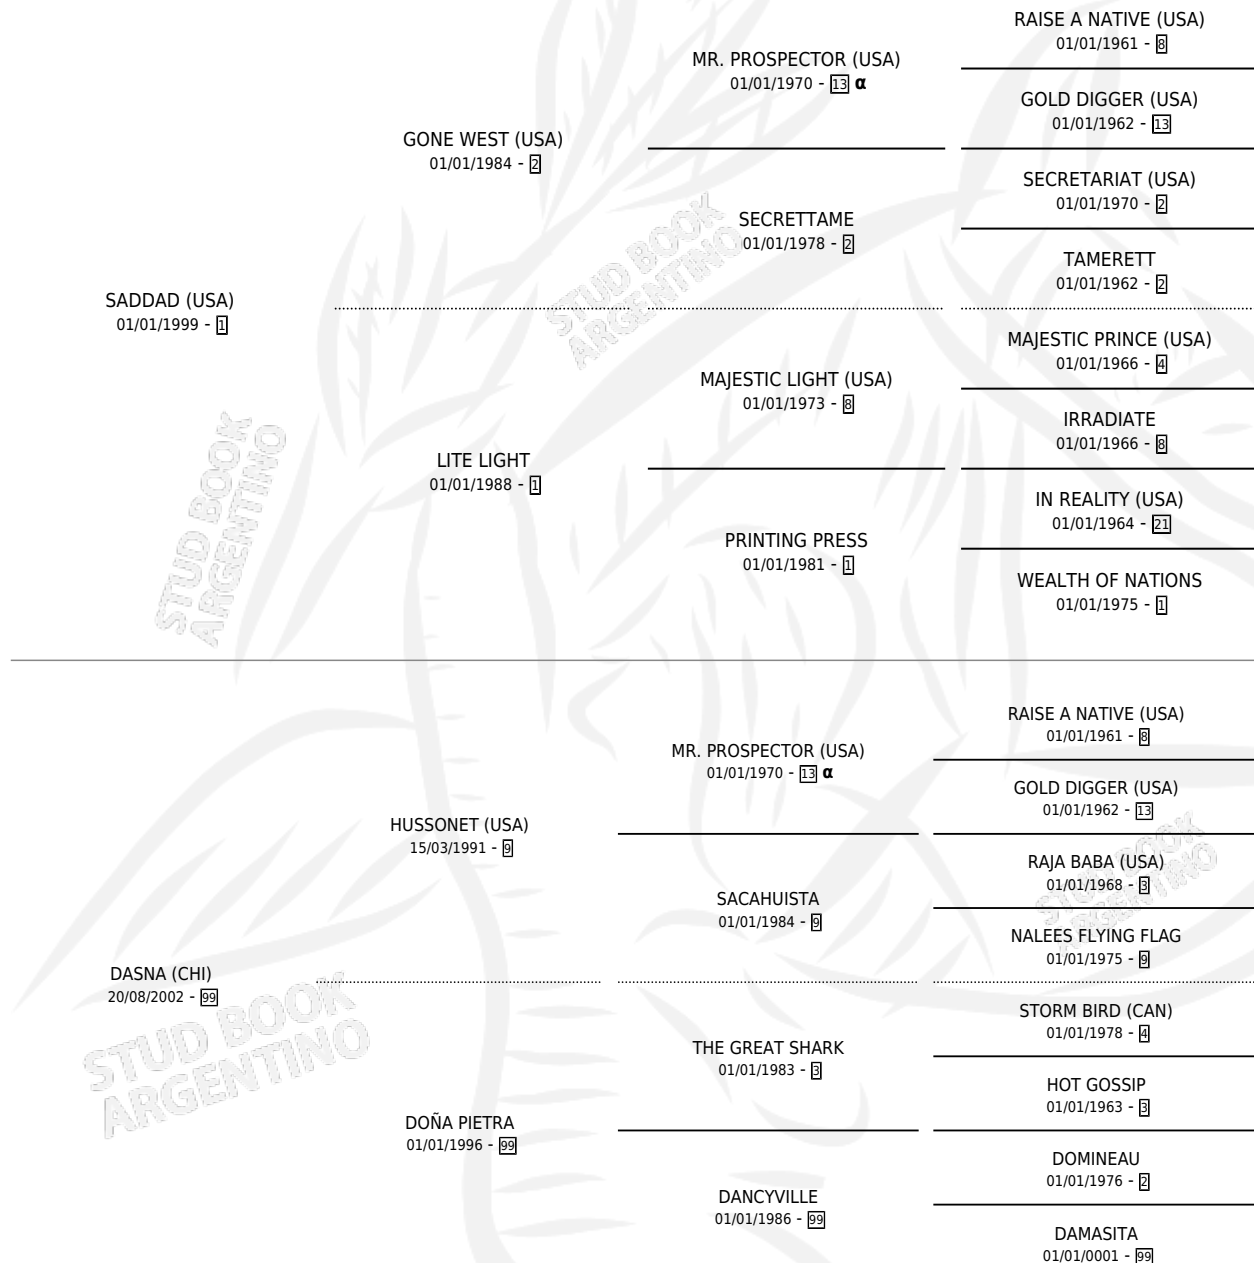 RAISE A NATIVE (USA)
01/01/1961 - 8
MR. PROSPECTOR (USA)
01/01/1970 - 13 α
GOLD DIGGER (USA)
01/01/1962 - 13
GONE WEST (USA)
01/01/1984 - 2
SECRETARIAT (USA)
01/01/1970 - 2
SECRETTAME
01/01/1978 - 2
TAMERETT
01/01/1962 - 2
SADDAD (USA)
01/01/1999 - 1
MAJESTIC PRINCE (USA)
01/01/1966 - 4
MAJESTIC LIGHT (USA)
01/01/1973 - 8
IRRADIATE
01/01/1966 - 8
LITE LIGHT
01/01/1988 - 1
IN REALITY (USA)
01/01/1964 - 21
PRINTING PRESS
01/01/1981 - 1
WEALTH OF NATIONS
01/01/1975 - 1
RAISE A NATIVE (USA)
01/01/1961 - 8
MR. PROSPECTOR (USA)
01/01/1970 - 13 α
GOLD DIGGER (USA)
01/01/1962 - 13
HUSSONET (USA)
15/03/1991 - 9
RAJA BABA (USA)
01/01/1968 - 3
SACAHUISTA
01/01/1984 - 9
NALEES FLYING FLAG
01/01/1975 - 9
DASNA (CHI)
20/08/2002 - 99
STORM BIRD (CAN)
01/01/1978 - 4
THE GREAT SHARK
01/01/1983 - 3
HOT GOSSIP
01/01/1963 - 3
DOÑA PIETRA
01/01/1996 - 99
DOMINEAU
01/01/1976 - 2
DANCYVILLE
01/01/1986 - 99
DAMASITA
01/01/0001 - 99
STUD BOOK
ARGENTINO
STUD BOOK
ARGENTINO
STUD BOOK
ARGENTINO
STUD BOOK
ARGENTINO